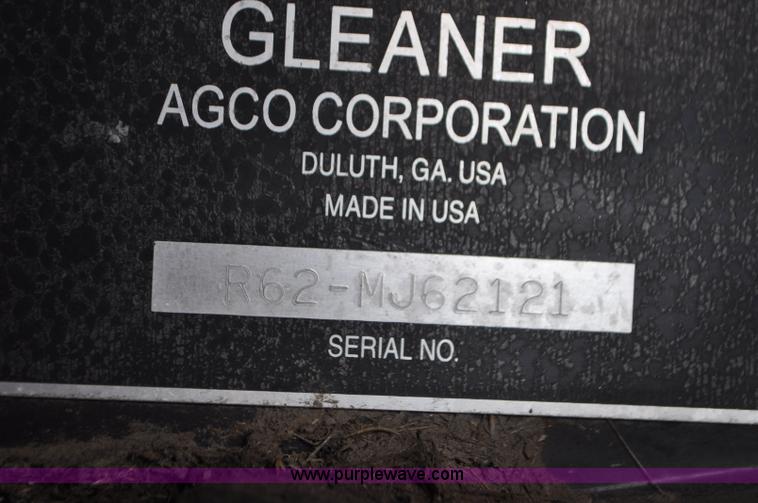 GLEANER
AGCO CORPORATION
DULUTH, GA. USA
MADE IN USA
R62-MJ62121
SERIAL NO.
www.purplewave.com